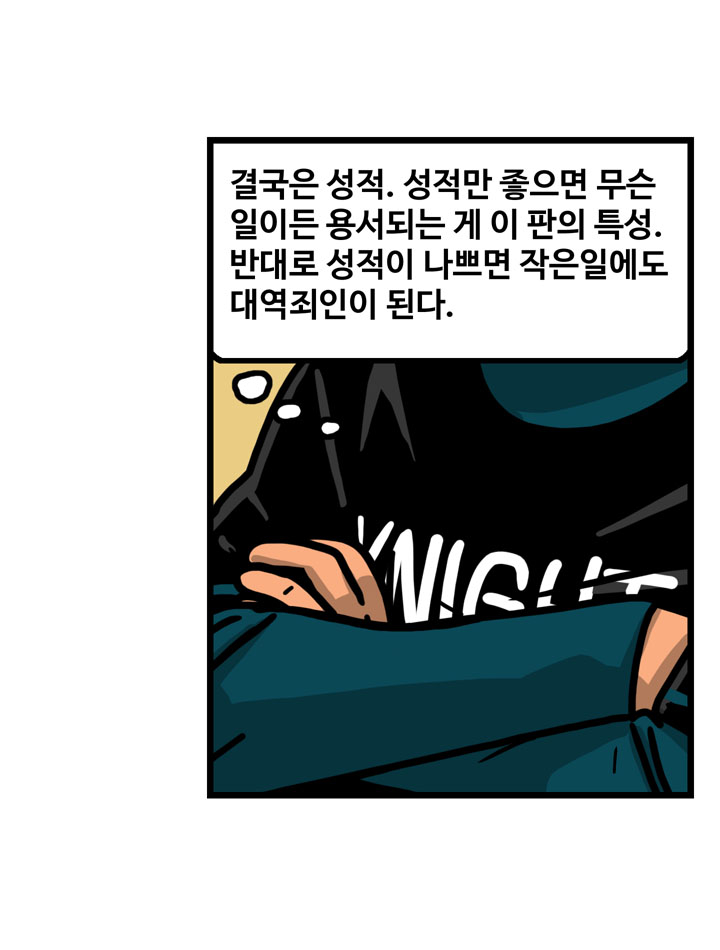 결국은 성적. 성적만 좋으면 무슨
일이든 용서되는 게 이 판의 특성.
반대로 성적이 나쁘면 작은일에도
대역죄인이 된다.